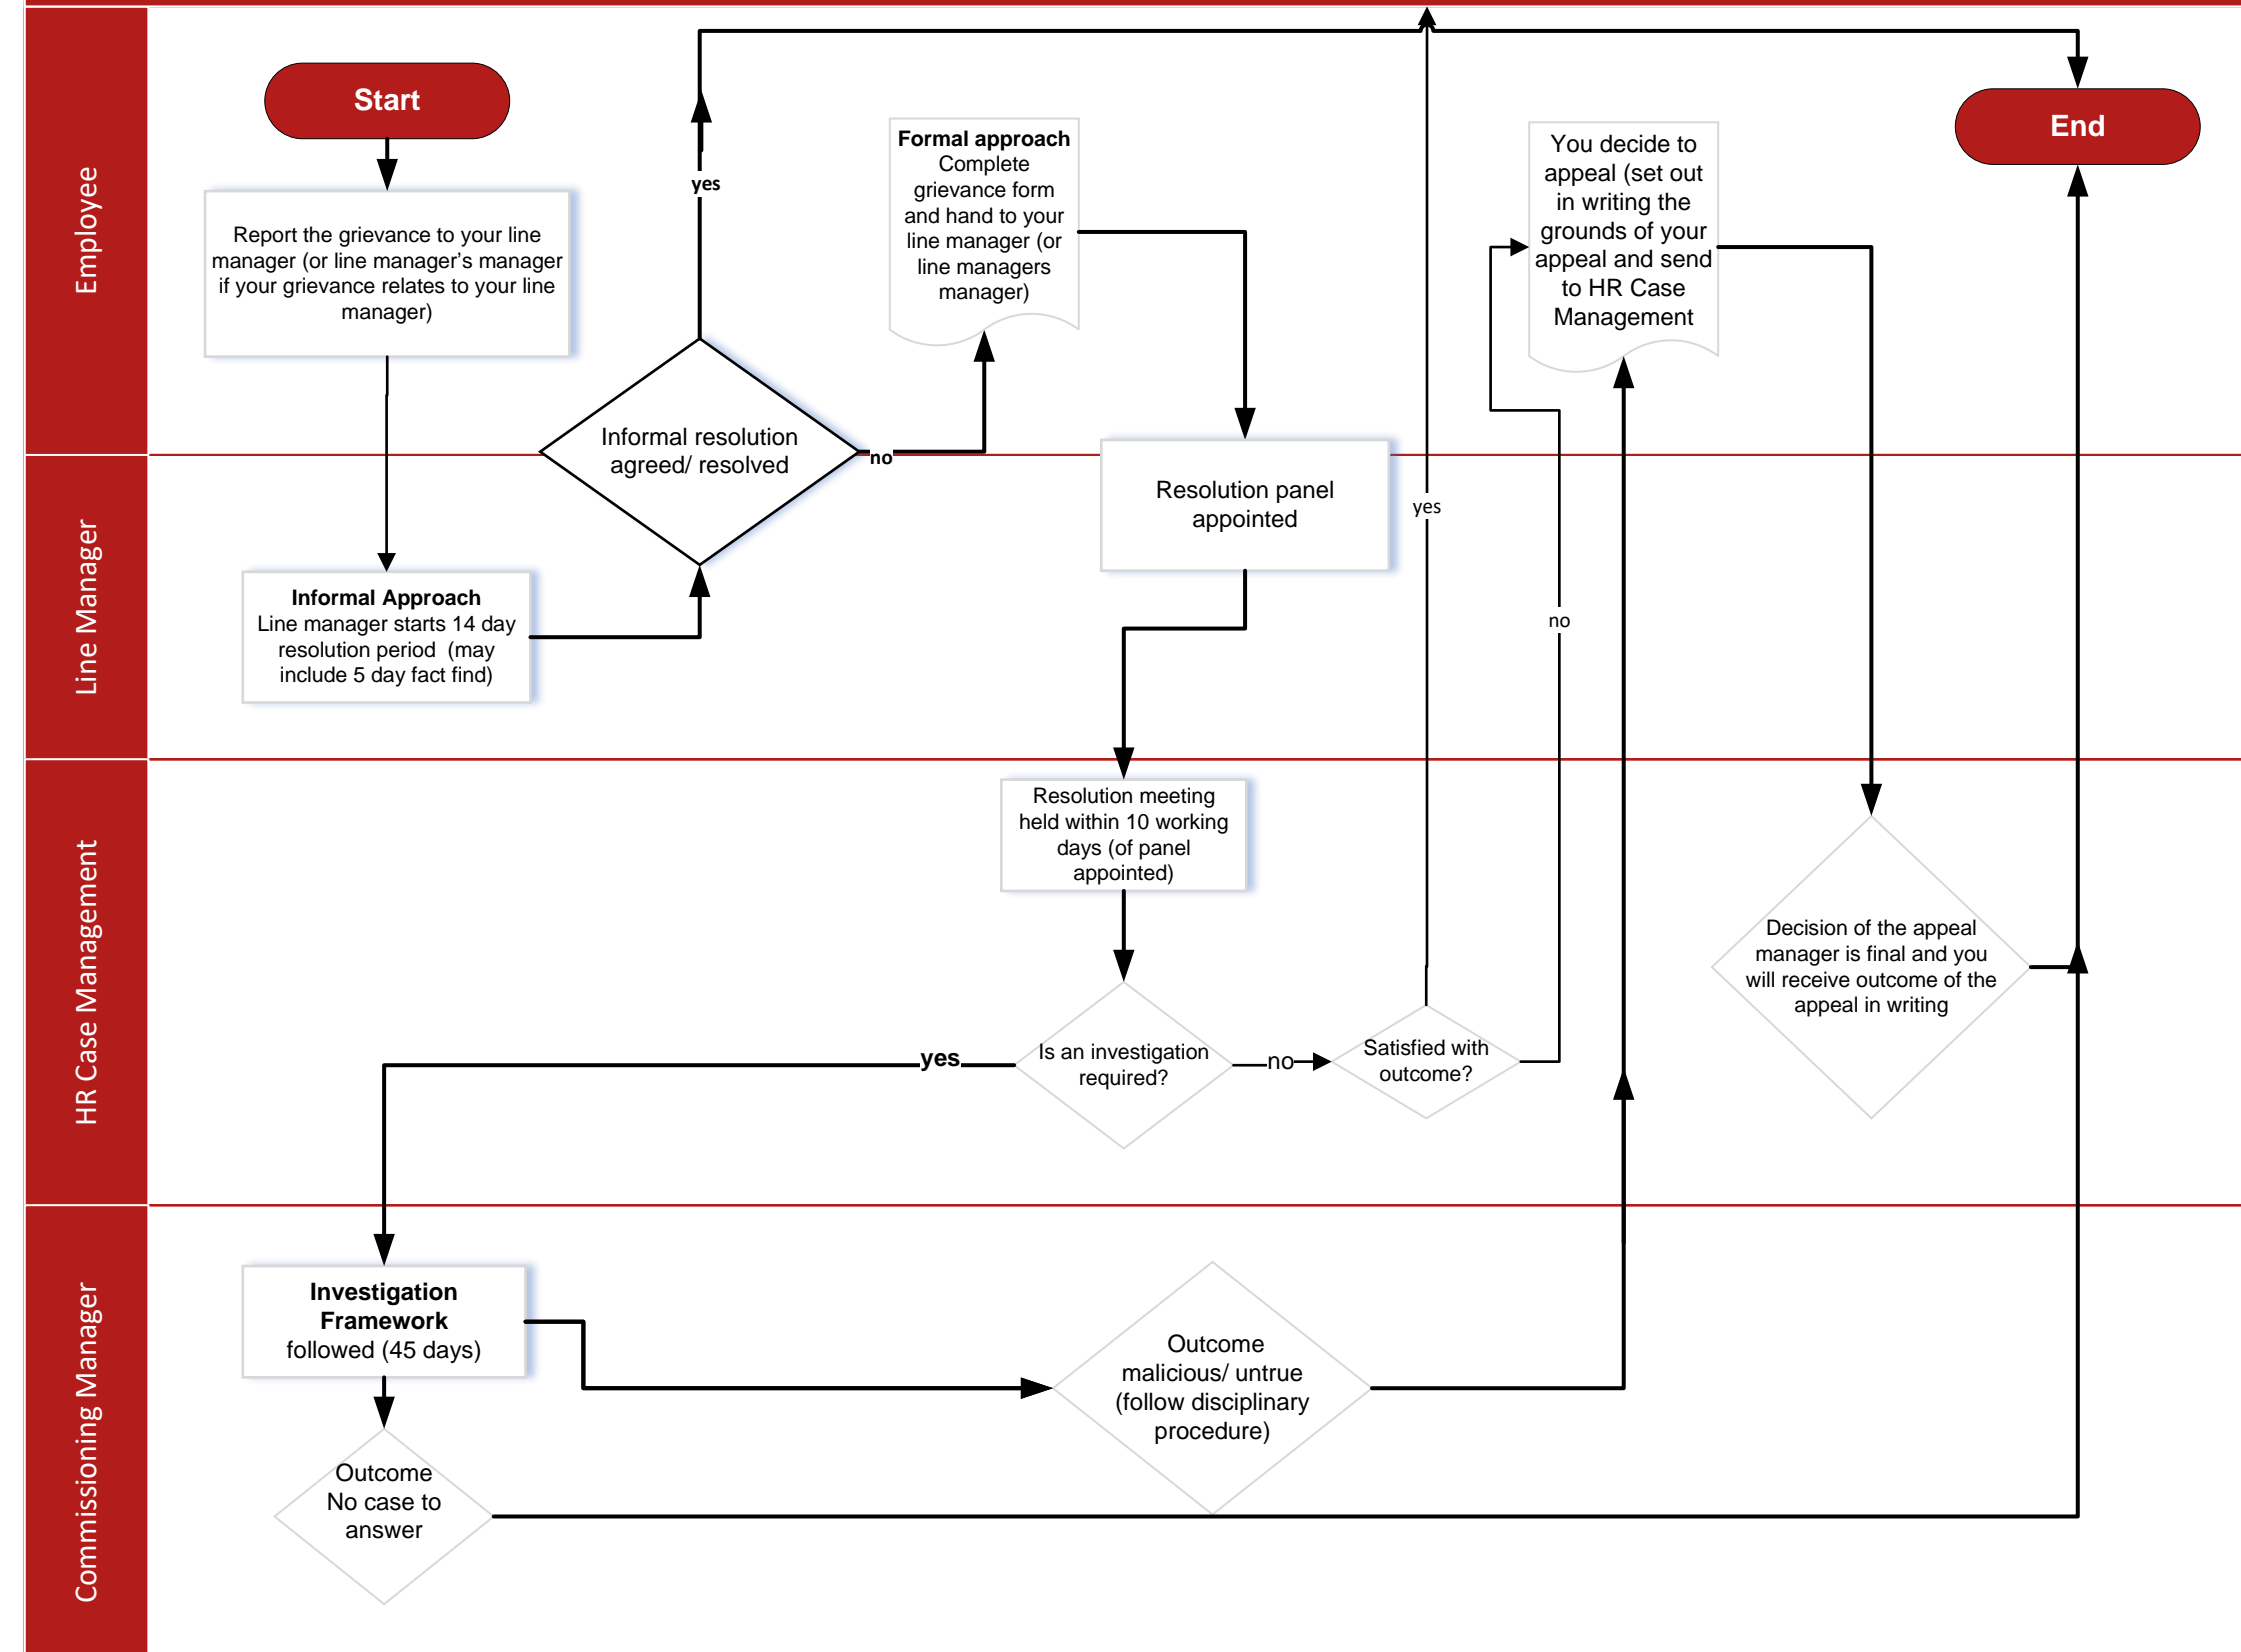 Employee
Start
Report the grievance to your line
manager (or line manager's manager
if your grievance relates to your line
manager)
yes
Informal resolution
agreed/ resolved
no
Formal approach
Complete
grievance form
and hand to your
line manager (or
line managers
manager)
You decide to
appeal (set out
in writing the
grounds of your
appeal and send
to HR Case
Management
End
Line Manager
Informal Approach
Line manager starts 14 day
resolution period (may
include 5 day fact find)
Resolution panel
appointed
yes
no
HR Case Management
Resolution meeting
held within 10 working
days (of panel
appointed)
yes
Is an investigation
required?
no
Satisfied with
outcome?
Decision of the appeal
manager is final and you
will receive outcome of the
appeal in writing
Commissioning Manager
Investigation
Framework
followed (45 days)
Outcome
No case to
answer
Outcome
malicious/ untrue
(follow disciplinary
procedure)